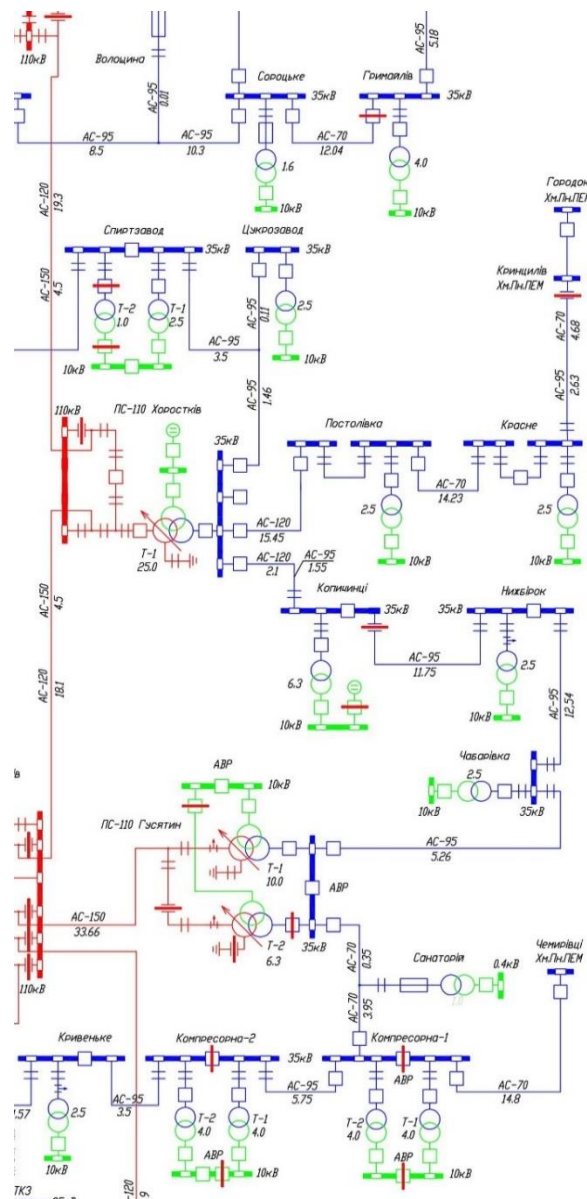 110кВ
Волощина
АС-95
0.01
Сороцьке
35кВ
Гримайлів
35кВ
АС-95
5.18
АС-95
8.5
АС-95
10.3
АС-70
12.04
1.6
4.0
10кВ
10кВ
АС-120
19.3
Городок
Хм.Пн.ПЕМ
Спиртзавод
35кВ
Цукрозавод
35кВ
Кринцилів
Хм.Пн.ПЕМ
АС-150
4.5
Т-2
1.0
Т-1
2.5
АС-95
0.11
2.5
АС-70
4.68
АС-95
3.5
10кВ
10кВ
10кВ
АС-95
1.46
АС-95
2.63
110кВ
ПС-110 Хоростків
35кВ
Постолівка
Красне
АС-70
14.23
2.5
2.5
АС-120
15.45
Т-1
25.0
10кВ
10кВ
АС-120
2.1
АС-95
1.55
АС-150
4.5
Копичинці
35кВ
35кВ
Нижбірок
АС-95
11.75
6.3
2.5
10кВ
10кВ
АС-95
12.54
АС-120
18.1
Чабарівка
2.5
10кВ
35кВ
АВР
10кВ
ПС-110 Гусятин
Т-1
10.0
АС-95
5.26
АВР
АС-150
33.66
Т-2
6.3
35кВ
АС-70
0.35
Санаторій
0.4кВ
Чемирівці
Хм.Пн.ПЕМ
110кВ
АС-70
3.95
Кривеньке
Компресорна-2
35кВ
Компресорна-1
35кВ
АВР
7.57
2.5
АС-95
3.5
АС-95
5.75
АС-70
14.8
Т-2
4.0
Т-1
4.0
Т-2
4.0
Т-1
4.0
10кВ
АВР
10кВ
АВР
10кВ
ТКЗ
-120
9